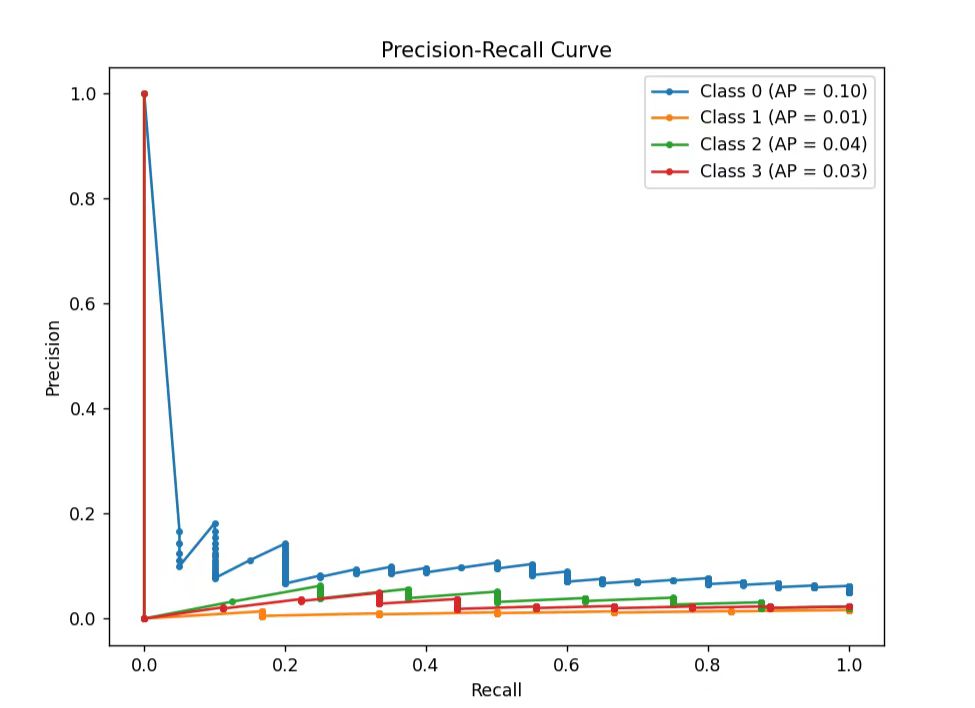 Precision-Recall Curve
Class 0 (AP = 0.10)
Class 1 (AP = 0.01)
Class 2 (AP = 0.04)
Class 3 (AP = 0.03)
Precision
1.0
0.8
0.6
0.4
0.2
0.0
0.0 0.2 0.4 0.6 0.8 1.0
Recall